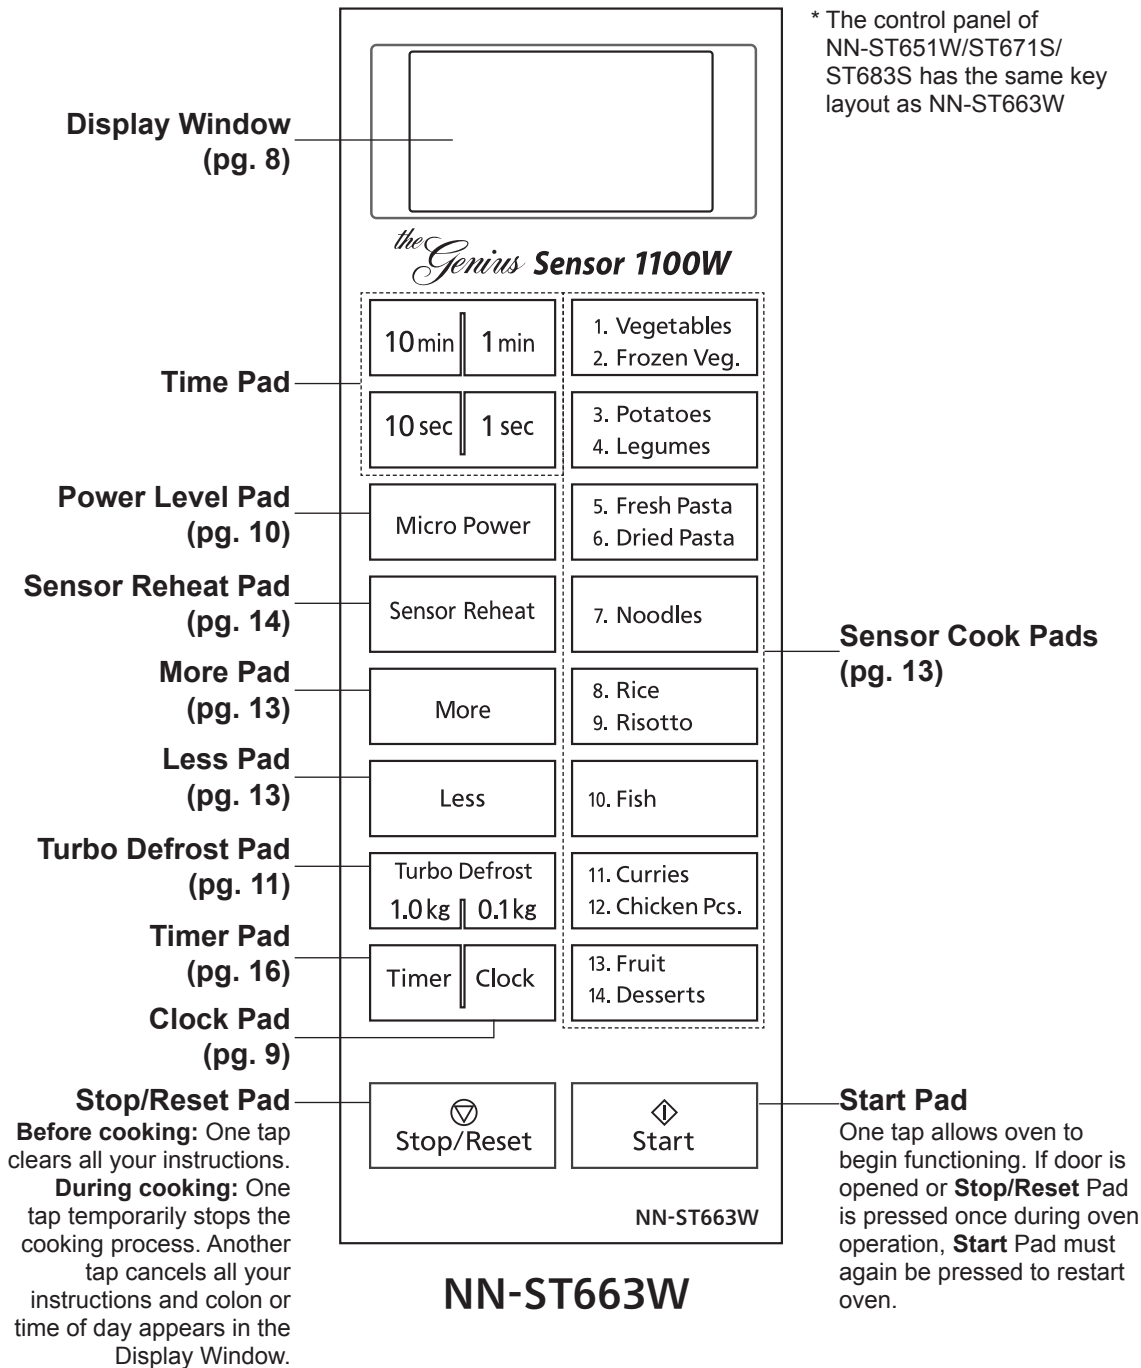 * The control panel of
NN-ST651W/ST671S/
ST683S has the same key
layout as NN-ST663W
Display Window
(pg. 8)
the Genius Sensor 1100W
10 min
1 min
10 sec
1 sec
1. Vegetables
2. Frozen Veg.
3. Potatoes
4. Legumes
Time Pad
Power Level Pad
(pg. 10)
Micro Power
5. Fresh Pasta
6. Dried Pasta
Sensor Reheat Pad
(pg. 14)
Sensor Reheat
7. Noodles
Sensor Cook Pads
(pg. 13)
More Pad
(pg. 13)
More
8. Rice
9. Risotto
Less Pad
(pg. 13)
Less
10. Fish
Turbo Defrost Pad
(pg. 11)
Turbo Defrost
1.0 kg
0.1 kg
11. Curries
12. Chicken Pcs.
Timer Pad
(pg. 16)
Timer
Clock
13. Fruit
14. Desserts
Clock Pad
(pg. 9)
Stop/Reset Pad
Before cooking: One tap
clears all your instructions.
During cooking: One
tap temporarily stops the
cooking process. Another
tap cancels all your
instructions and colon or
time of day appears in the
Display Window.
Stop/Reset
Start
Start Pad
One tap allows oven to
begin functioning. If door is
opened or Stop/Reset Pad
is pressed once during oven
operation, Start Pad must
again be pressed to restart
oven.
NN-ST663W
NN-ST663W